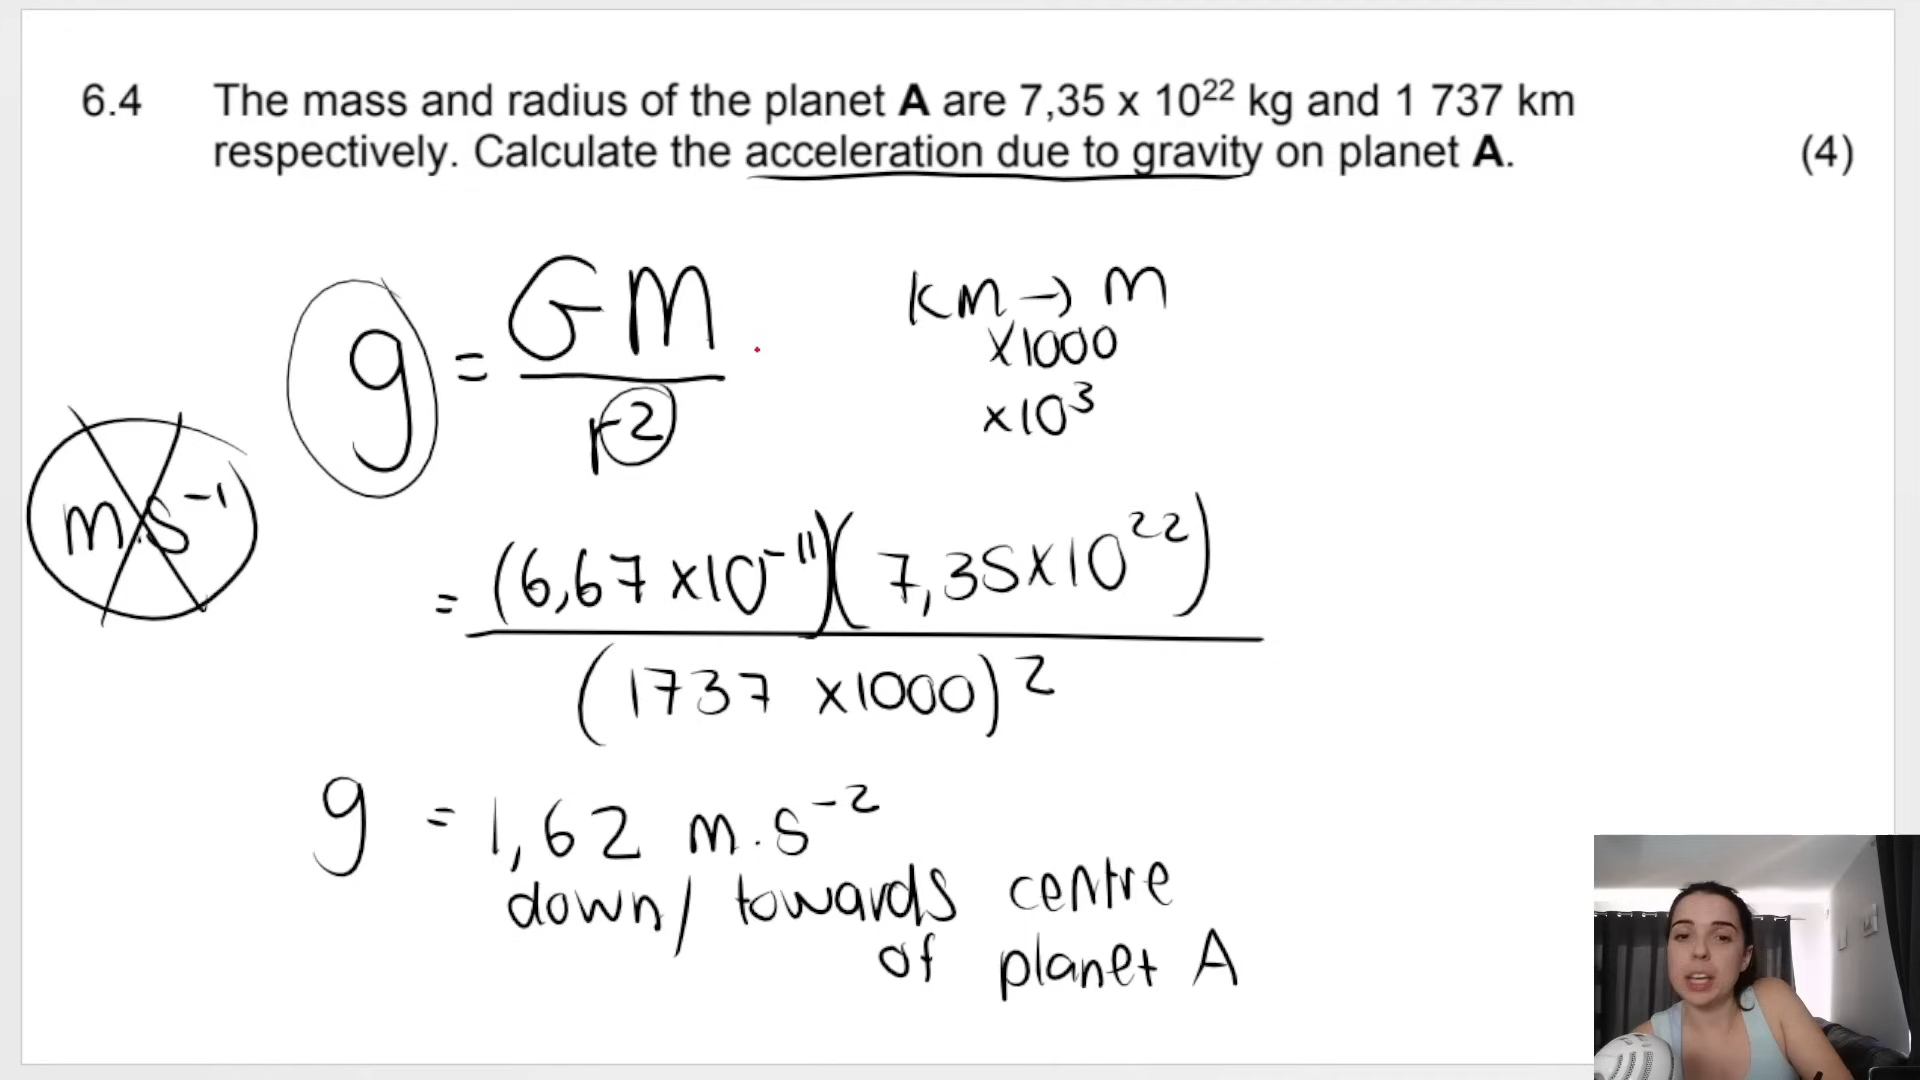 6.4 The mass and radius of the planet A are 7,35 x 10²² kg and 1 737 km
respectively. Calculate the acceleration due to gravity on planet A. (4)
g = GM / r²
km → m
x1000
x10³
m.s⁻¹
= (6,67 x10⁻¹¹)(7,35x10²²)
(1737 x1000)²
g = 1,62 m.s⁻²
down/ towards centre
of planet A